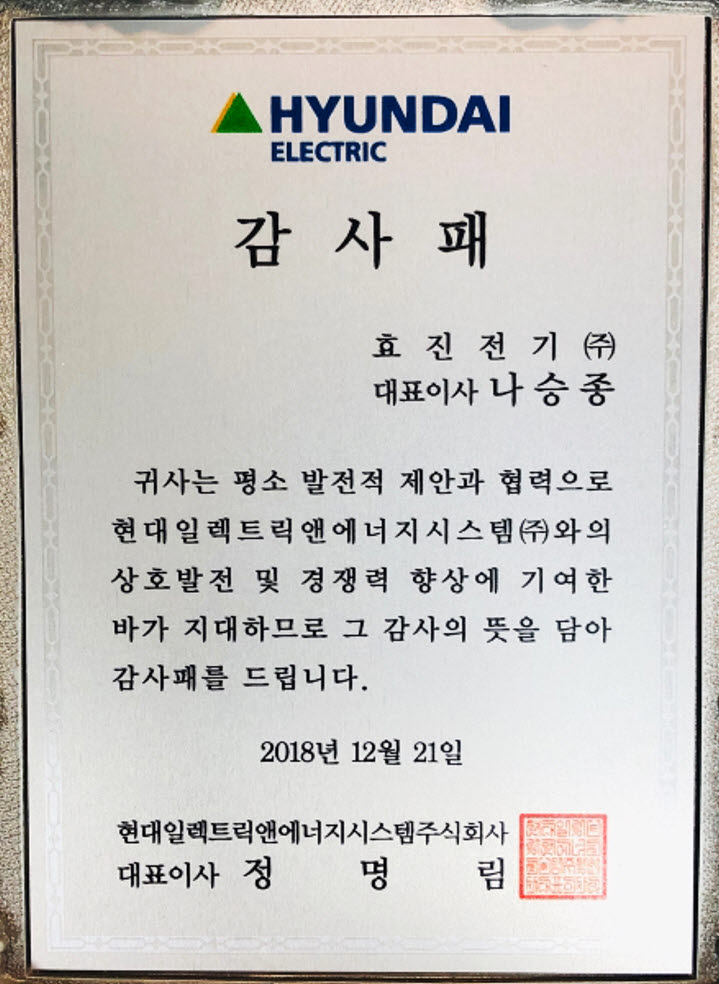 HYUNDAI
ELECTRIC
감 사 패
효 진 전 기 ㈜
대표이사 나 승 종
귀사는 평소 발전적 제안과 협력으로
현대일렉트릭앤에너지시스템㈜와의
상호발전 및 경쟁력 향상에 기여한
바가 지대하므로 그 감사의 뜻을 담아
감사패를 드립니다.
2018년 12월 21일
현대일렉트릭앤에너지시스템주식회사
대표이사 정 명 림